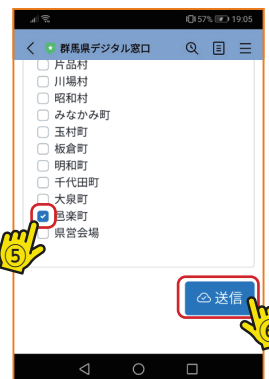 57% 19:05
群馬県デジタル窓口
片品村
川場村
昭和村
みなかみ町
玉村町
板倉町
明和町
千代田町
大泉町
邑楽町
県営会場
⑤
送信
⑥